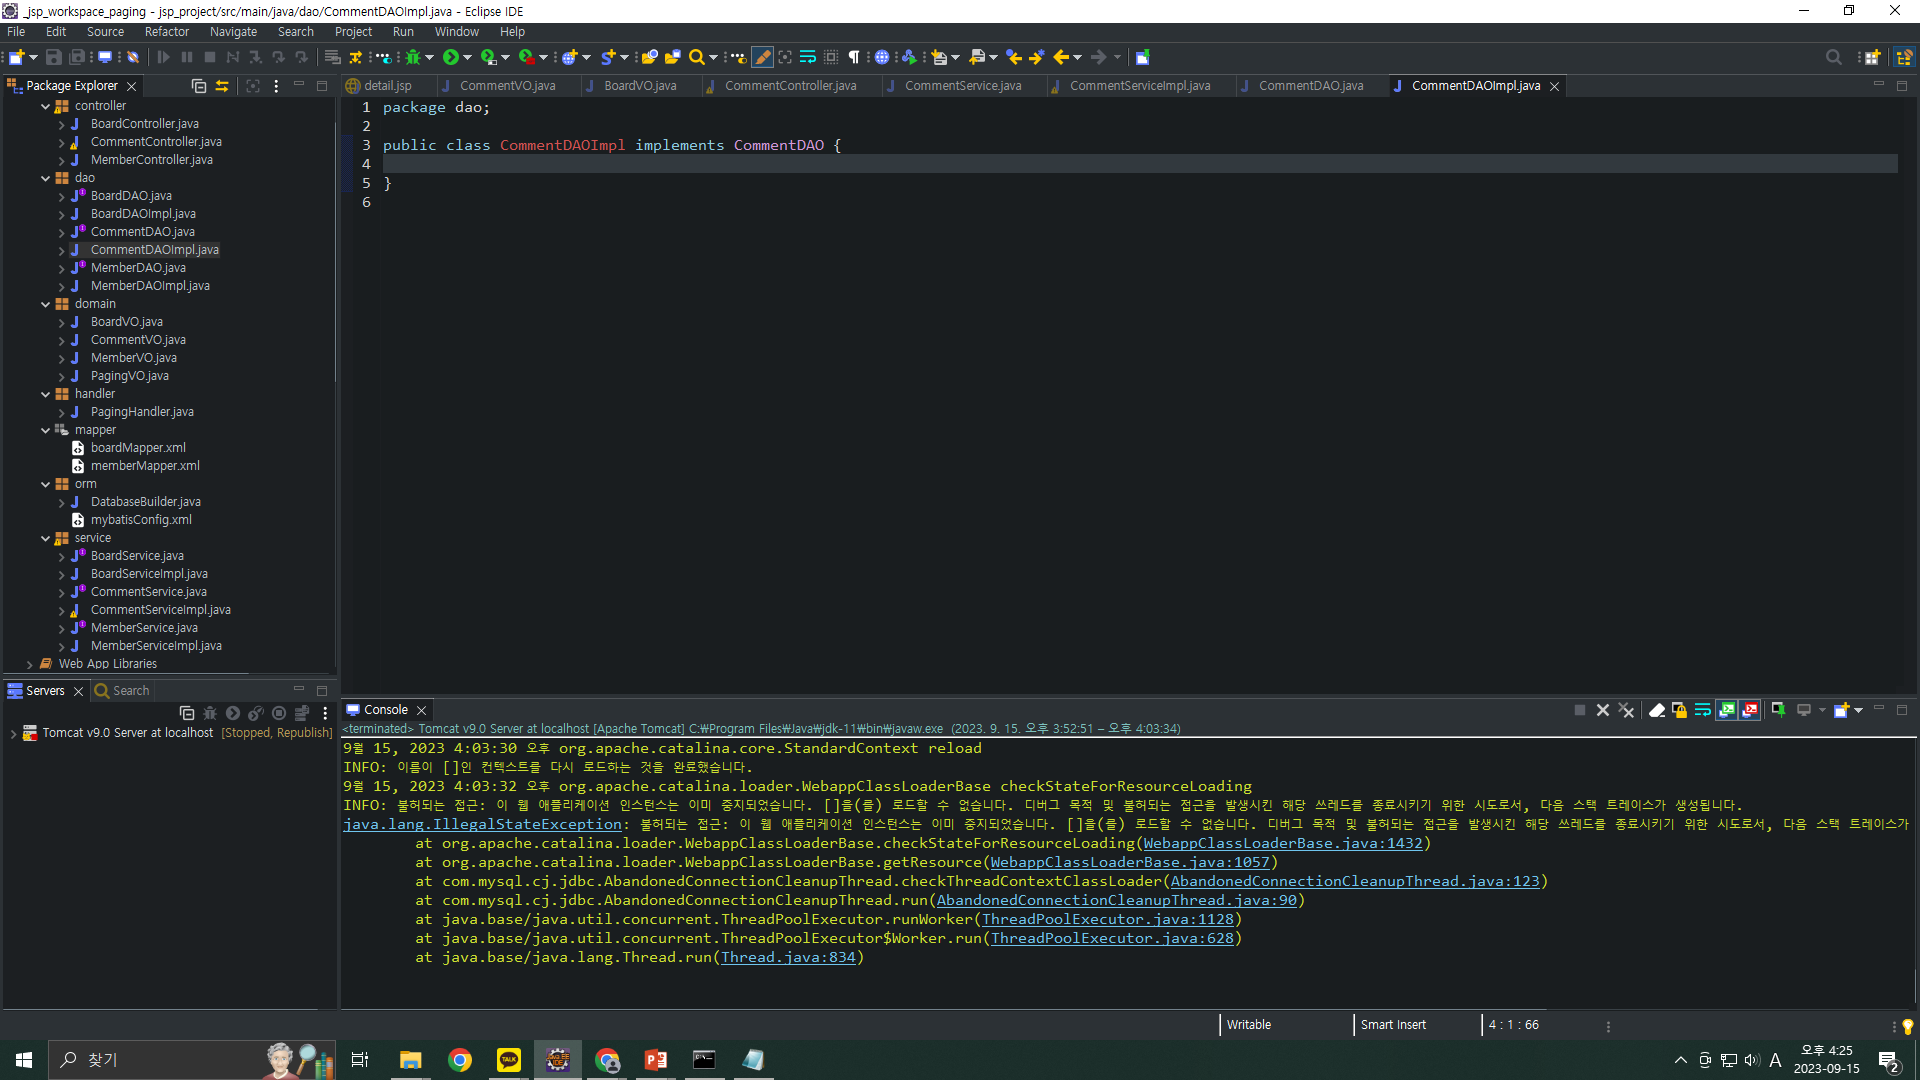 _jsp_workspace_paging - jsp_project/src/main/java/dao/CommentDAOImpl.java - Eclipse IDE
File Edit Source Refactor Navigate Search Project Run Window Help
Package Explorer
controller
BoardController.java
CommentController.java
MemberController.java
dao
BoardDAO.java
BoardDAOImpl.java
CommentDAO.java
CommentDAOImpl.java
MemberDAO.java
MemberDAOImpl.java
domain
BoardVO.java
CommentVO.java
MemberVO.java
PagingVO.java
handler
PagingHandler.java
mapper
boardMapper.xml
memberMapper.xml
orm
DatabaseBuilder.java
mybatisConfig.xml
service
BoardService.java
BoardServiceImpl.java
CommentService.java
CommentServiceImpl.java
MemberService.java
MemberServiceImpl.java
Web App Libraries
detail.jsp CommentVO.java BoardVO.java CommentController.java CommentService.java CommentServiceImpl.java CommentDAO.java CommentDAOImpl.java
1 package dao;
2
3 public class CommentDAOImpl implements CommentDAO {
4
5 }
6
Servers Search
Tomcat v9.0 Server at localhost [Stopped, Republish]
Console
<terminated> Tomcat v9.0 Server at localhost [Apache Tomcat] C:₩Program Files₩Java₩jdk-11₩bin₩javaw.exe (2023. 9. 15. 오후 3:52:51 – 오후 4:03:34)
9월 15, 2023 4:03:30 오후 org.apache.catalina.core.StandardContext reload
INFO: 이름이 []인 컨텍스트를 다시 로드하는 것을 완료했습니다.
9월 15, 2023 4:03:32 오후 org.apache.catalina.loader.WebappClassLoaderBase checkStateForResourceLoading
INFO: 불허되는 접근: 이 웹 애플리케이션 인스턴스는 이미 중지되었습니다. []을(를) 로드할 수 없습니다. 디버그 목적 및 불허되는 접근을 발생시킨 해당 쓰레드를 종료시키기 위한 시도로서, 다음 스택 트레이스가 생성됩니다.
java.lang.IllegalStateException: 불허되는 접근: 이 웹 애플리케이션 인스턴스는 이미 중지되었습니다. []을(를) 로드할 수 없습니다. 디버그 목적 및 불허되는 접근을 발생시킨 해당 쓰레드를 종료시키기 위한 시도로서, 다음 스택 트레이스가
at org.apache.catalina.loader.WebappClassLoaderBase.checkStateForResourceLoading(WebappClassLoaderBase.java:1432)
at org.apache.catalina.loader.WebappClassLoaderBase.getResource(WebappClassLoaderBase.java:1057)
at com.mysql.cj.jdbc.AbandonedConnectionCleanupThread.checkThreadContextClassLoader(AbandonedConnectionCleanupThread.java:123)
at com.mysql.cj.jdbc.AbandonedConnectionCleanupThread.run(AbandonedConnectionCleanupThread.java:90)
at java.base/java.util.concurrent.ThreadPoolExecutor.runWorker(ThreadPoolExecutor.java:1128)
at java.base/java.util.concurrent.ThreadPoolExecutor$Worker.run(ThreadPoolExecutor.java:628)
at java.base/java.lang.Thread.run(Thread.java:834)
Writable Smart Insert 4 : 1 : 66
찾기
TALK
A
오후 4:25
2023-09-15
2